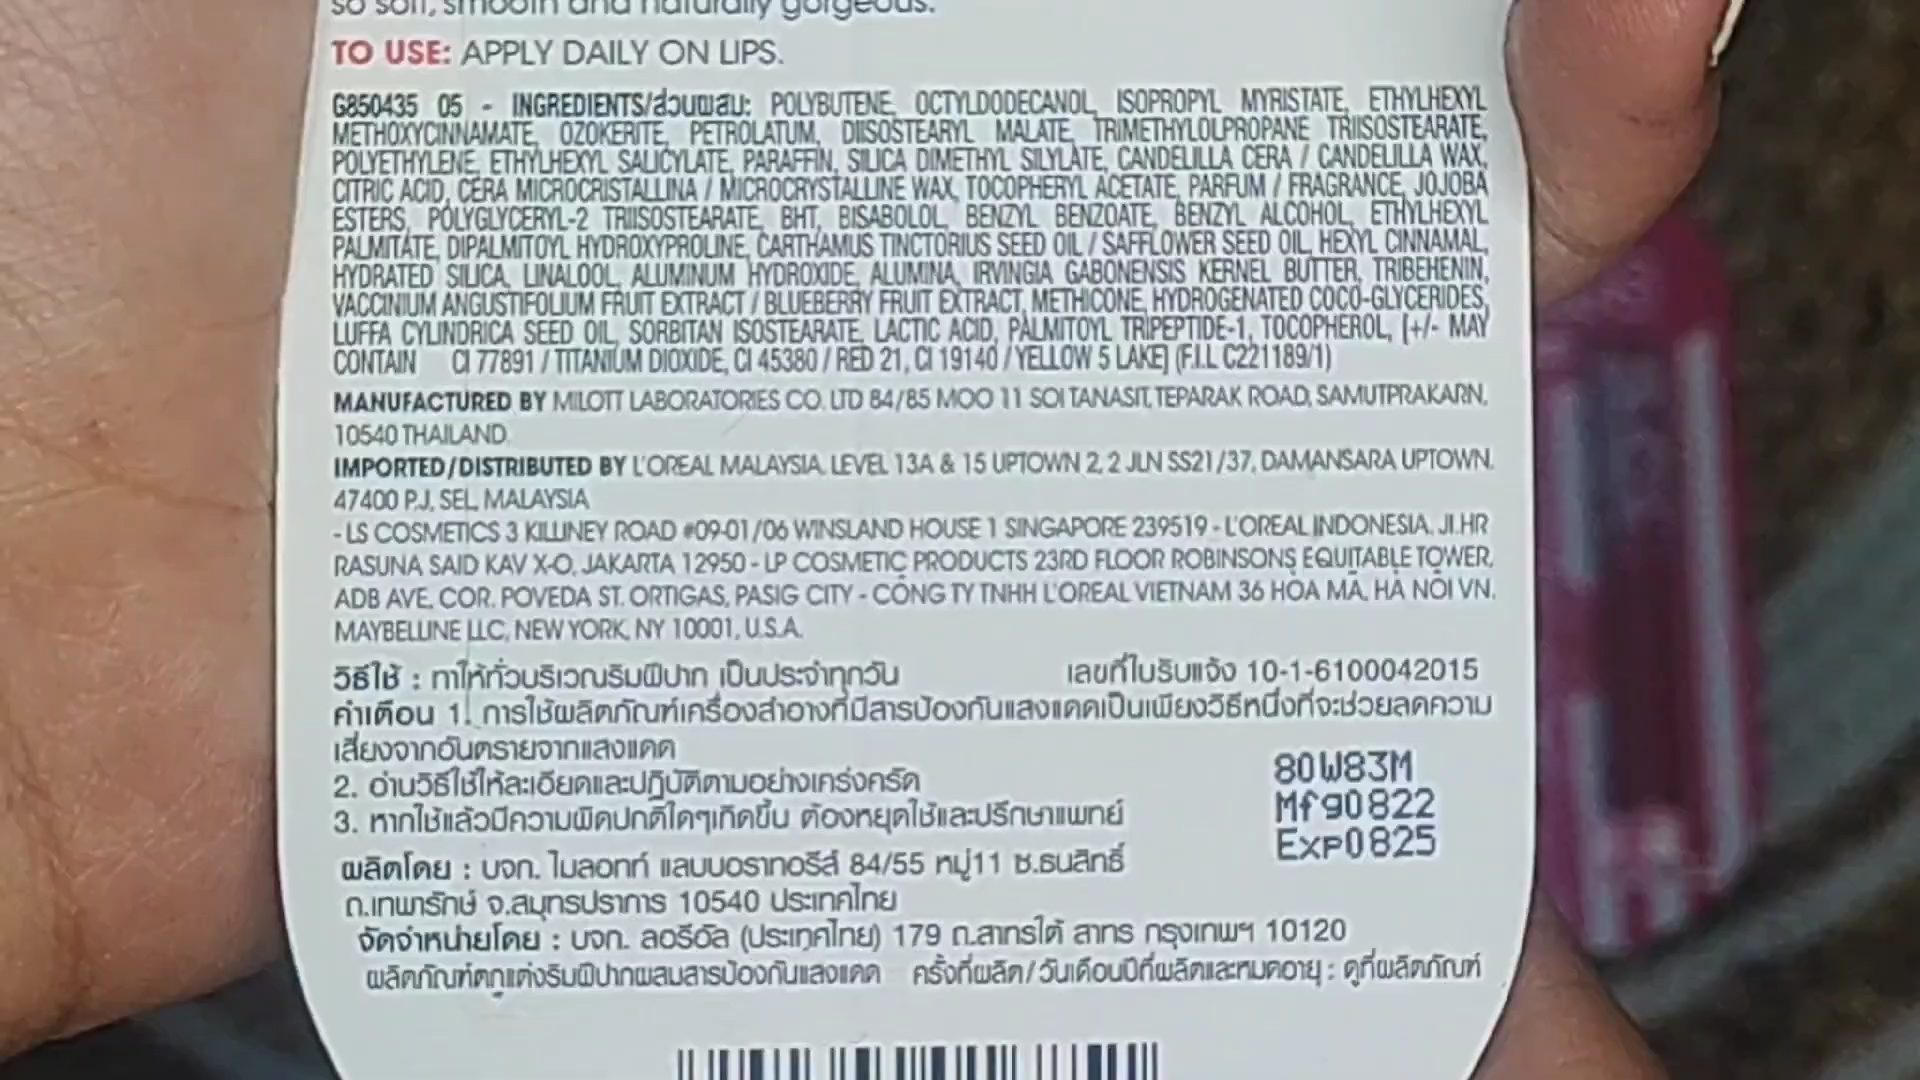 so soft, smooth and naturally gorgeous.
TO USE: APPLY DAILY ON LIPS.
G850435 05 - INGREDIENTS/ส่วนผสม: POLYBUTENE, OCTYLDODECANOL, ISOPROPYL MYRISTATE, ETHYLHEXYL
METHOXYCINNAMATE, OZOKERITE, PETROLATUM, DIISOSTEARYL MALATE, TRIMETHYLOLPROPANE TRIISOSTEARATE,
POLYETHYLENE, ETHYLHEXYL SALICYLATE, PARAFFIN, SILICA DIMETHYL SILYLATE, CANDELILLA CERA / CANDELILLA WAX,
CITRIC ACID, CERA MICROCRISTALLINA / MICROCRYSTALLINE WAX, TOCOPHERYL ACETATE, PARFUM / FRAGRANCE, JOJOBA
ESTERS, POLYGLYCERYL-2 TRIISOSTEARATE, BHT, BISABOLOL, BENZYL BENZOATE, BENZYL ALCOHOL, ETHYLHEXYL
PALMITATE, DIPALMITOYL HYDROXYPROLINE, CARTHAMUS TINCTORIUS SEED OIL / SAFFLOWER SEED OIL, HEXYL CINNAMAL,
HYDRATED SILICA, LINALOOL, ALUMINUM HYDROXIDE, ALUMINA, IRVINGIA GABONENSIS KERNEL BUTTER, TRIBEHENIN,
VACCINIUM ANGUSTIFOLIUM FRUIT EXTRACT / BLUEBERRY FRUIT EXTRACT, METHICONE, HYDROGENATED COCO-GLYCERIDES,
LUFFA CYLINDRICA SEED OIL, SORBITAN ISOSTEARATE, LACTIC ACID, PALMITOYL TRIPEPTIDE-1, TOCOPHEROL, [+/- MAY
CONTAIN CI 77891 / TITANIUM DIOXIDE, CI 45380 / RED 21, CI 19140 / YELLOW 5 LAKE] (F.I.L C221189/1)
MANUFACTURED BY MILOTT LABORATORIES CO. LTD 84/85 MOO 11 SOI TANASIT, TEPARAK ROAD, SAMUTPRAKARN,
10540 THAILAND.
IMPORTED/DISTRIBUTED BY L'OREAL MALAYSIA, LEVEL 13A & 15 UPTOWN 2, 2 JLN SS21/37, DAMANSARA UPTOWN.
47400 P.J, SEL, MALAYSIA
- LS COSMETICS 3 KILLINEY ROAD #09-01/06 WINSLAND HOUSE 1 SINGAPORE 239519 - L'OREAL INDONESIA, Jl.HR
RASUNA SAID KAV X-O, JAKARTA 12950 - LP COSMETIC PRODUCTS 23RD FLOOR ROBINSONS EQUITABLE TOWER,
ADB AVE, COR. POVEDA ST. ORTIGAS, PASIG CITY - CÔNG TY TNHH L'OREAL VIETNAM 36 HÒA MÃ, HÀ NỘI VN.
MAYBELLINE LLC, NEW YORK, NY 10001, U.S.A.
วิธีใช้ : ทาให้ทั่วบริเวณริมฝีปาก เป็นประจำทุกวัน เลขที่ใบรับแจ้ง 10-1-6100042015
คำเตือน 1. การใช้ผลิตภัณฑ์เครื่องสำอางที่มีสารป้องกันแสงแดดเป็นเพียงวิธีหนึ่งที่จะช่วยลดความ
เสี่ยงจากอันตรายจากแสงแดด
2. อ่านวิธีใช้ให้ละเอียดและปฏิบัติตามอย่างเคร่งครัด
3. หากใช้แล้วมีความผิดปกติใดๆเกิดขึ้น ต้องหยุดใช้และปรึกษาแพทย์
80W83M
Mfg0822
Exp0825
ผลิตโดย : บจก. ไมลอทท์ แลบบอราทอรีส์ 84/55 หมู่11 ซ.ธนสิทธิ์
ถ.เทพารักษ์ จ.สมุทรปราการ 10540 ประเทศไทย
จัดจำหน่ายโดย : บจก. ลอรีอัล (ประเทศไทย) 179 ถ.สาทรใต้ สาทร กรุงเทพฯ 10120
ผลิตภัณฑ์ตกแต่งริมฝีปากผสมสารป้องกันแสงแดด ครั้งที่ผลิต/วันเดือนปีที่ผลิตและหมดอายุ : ดูที่ผลิตภัณฑ์